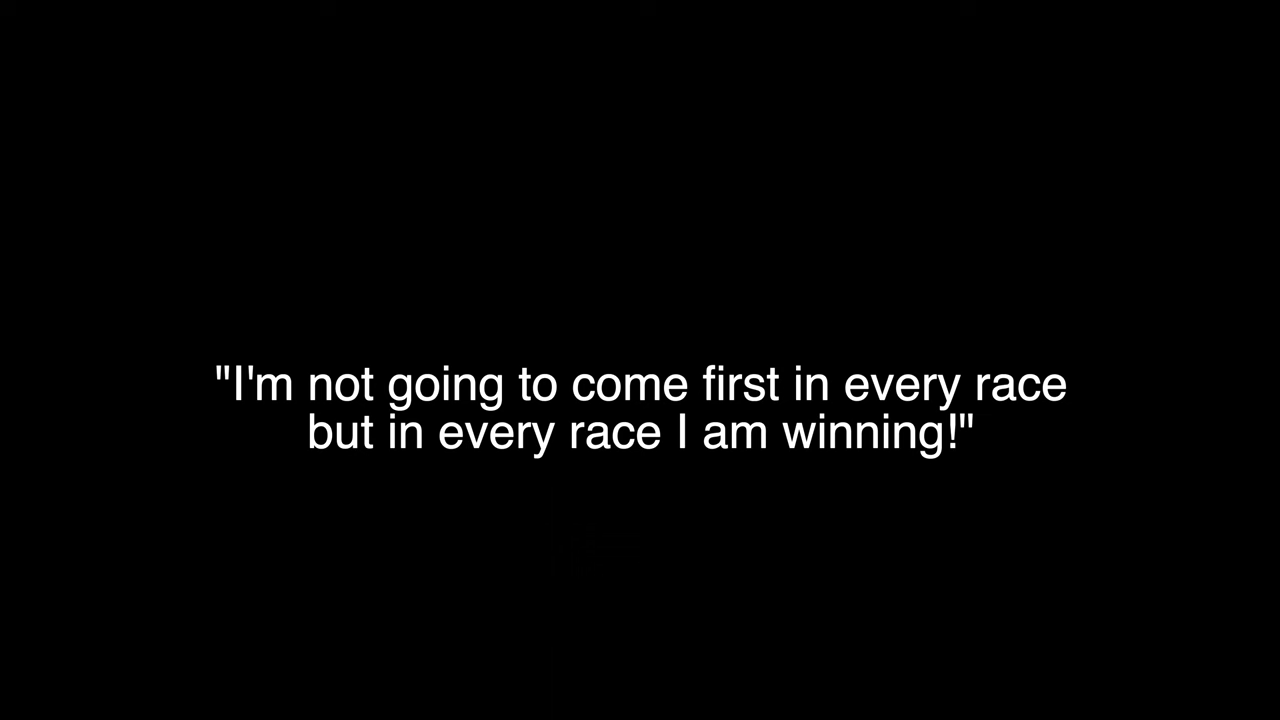 "I'm not going to come first in every race
but in every race I am winning!"